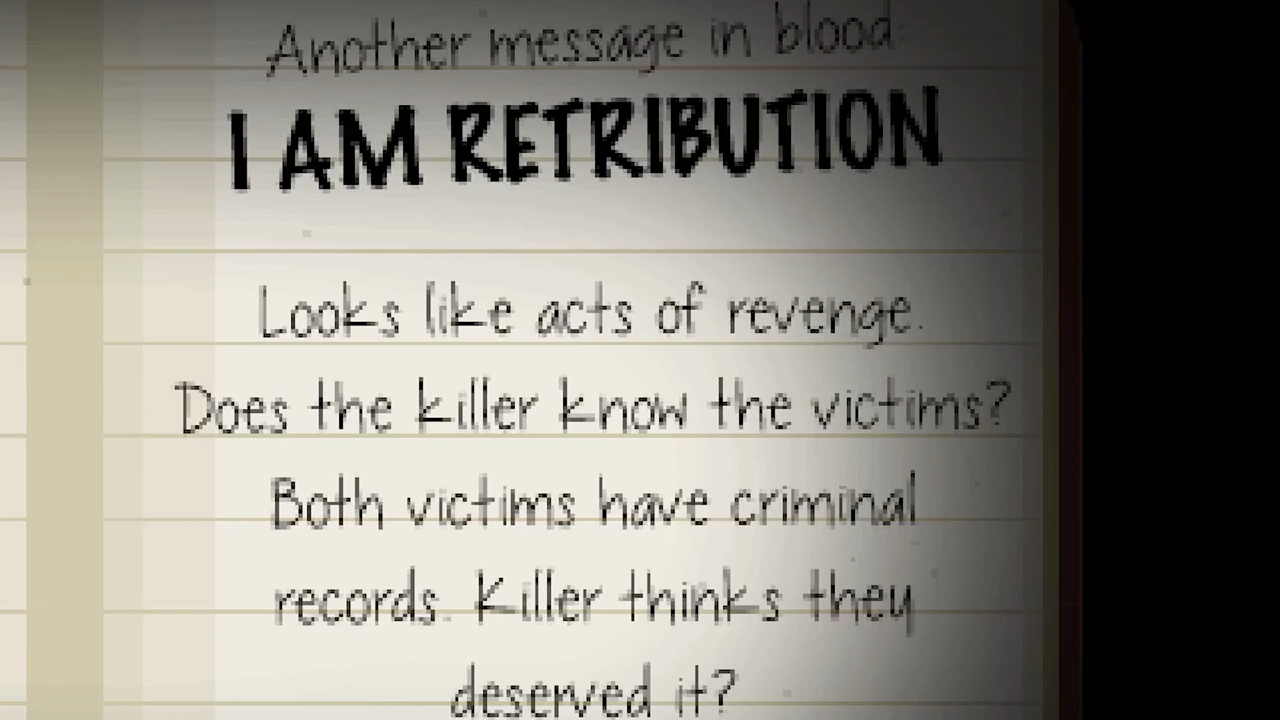 Another message in blood:
I AM RETRIBUTION
Looks like acts of revenge.
Does the killer know the victims?
Both victims have criminal
records. Killer thinks they
deserved it?